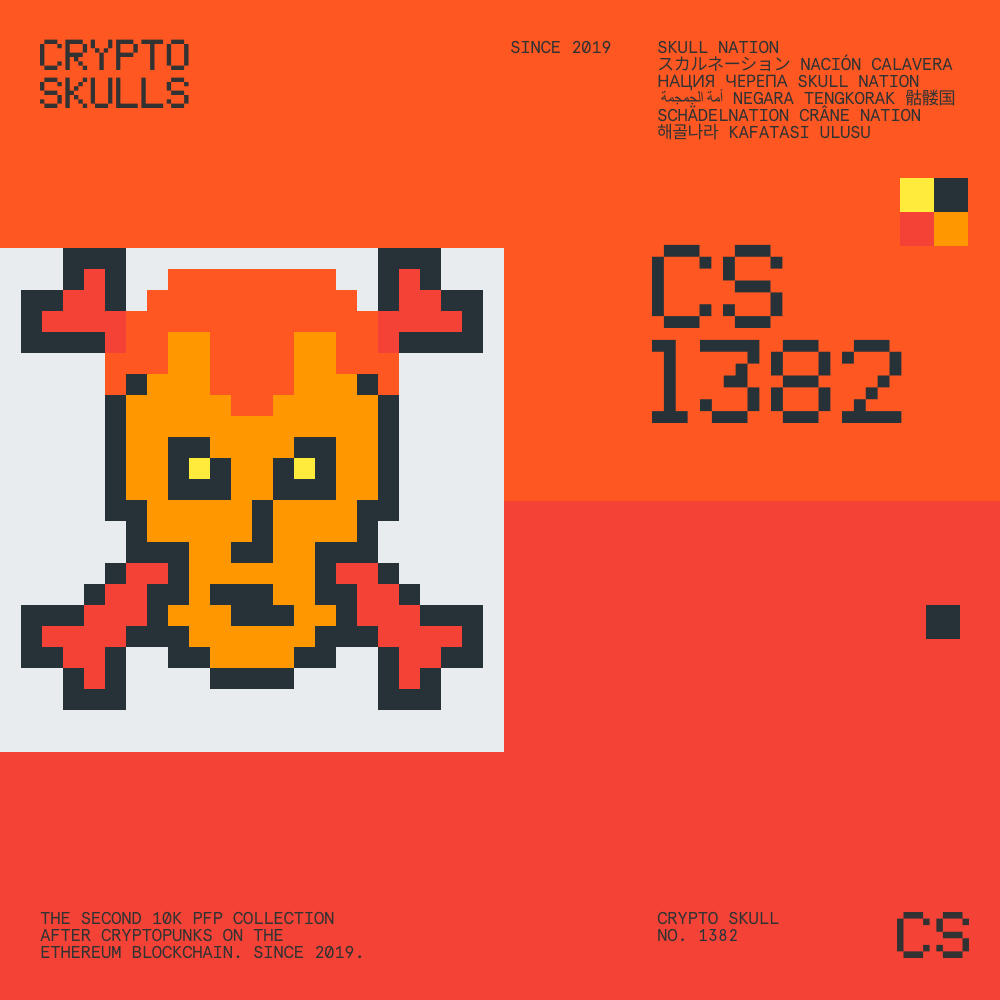 CRYPTO
SKULLS
SINCE 2019
SKULL NATION
スカルネーション NACIÓN CALAVERA
НАЦИЯ ЧЕРЕПА SKULL NATION
أمة الجمجمة NEGARA TENGKORAK 骷髅国
SCHÄDELNATION CRÂNE NATION
해골나라 KAFATASI ULUSU
CS
1382
THE SECOND 10K PFP COLLECTION
AFTER CRYPTOPUNKS ON THE
ETHEREUM BLOCKCHAIN. SINCE 2019.
CRYPTO SKULL
NO. 1382
CS